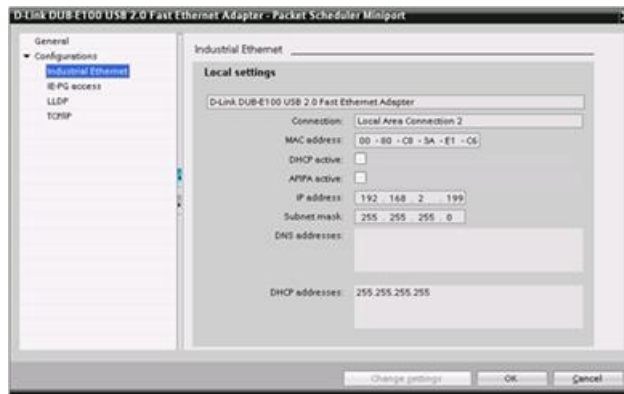 D-Link DUB-E100 USB 2.0 Fast Ethernet Adapter - Packet Scheduler Miniport
General
Configurations
Industrial Ethernet
IE-PG access
LLDP
TCP/IP
Industrial Ethernet
Local settings
D-Link DUB-E100 USB 2.0 Fast Ethernet Adapter
Connection: Local Area Connection 2
MAC address: 00 - 80 - C8 - 3A - E1 - C6
DHCP active:
APIPA active:
IP address: 192 . 168 . 2 . 199
Subnet mask: 255 . 255 . 255 . 0
DNS addresses:
DHCP addresses: 255.255.255.255
Change settings OK Cancel